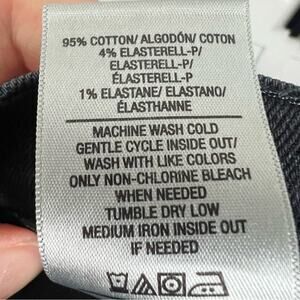 95% COTTON/ ALGODÓN/ COTON
4% ELASTERELL-P/
ELASTERELL-P/
ÉLASTERELL-P
1% ELASTANE/ ELASTANO/
ÉLASTHANNE
MACHINE WASH COLD
GENTLE CYCLE INSIDE OUT/
WASH WITH LIKE COLORS
ONLY NON-CHLORINE BLEACH
WHEN NEEDED
TUMBLE DRY LOW
MEDIUM IRON INSIDE OUT
IF NEEDED